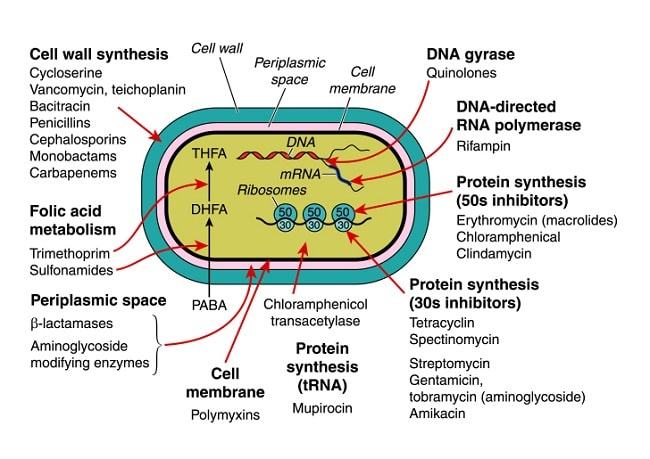 Cell wall synthesis
Cycloserine
Vancomycin, teichoplanin
Bacitracin
Penicillins
Cephalosporins
Monobactams
Carbapenems
Cell wall
Periplasmic
space
Cell
membrane
DNA gyrase
Quinolones
DNA-directed
RNA polymerase
Rifampin
THFA
DNA
mRNA
Ribosomes
DHFA
50 50 50
30 30 30
Folic acid
metabolism
Trimethoprim
Sulfonamides
Protein synthesis
(50s inhibitors)
Erythromycin (macrolides)
Chloramphenical
Clindamycin
Periplasmic space
β-lactamases
Aminoglycoside
modifying enzymes
PABA
Chloramphenicol
transacetylase
Cell
membrane
Polymyxins
Protein
synthesis
(tRNA)
Mupirocin
Protein synthesis
(30s inhibitors)
Tetracyclin
Spectinomycin
Streptomycin
Gentamicin,
tobramycin (aminoglycoside)
Amikacin